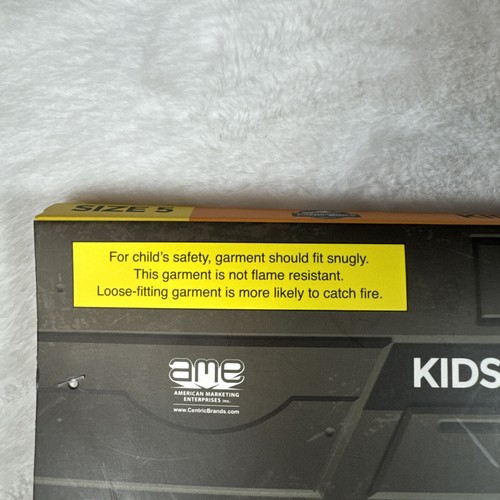 SIZE 5
For child's safety, garment should fit snugly.
This garment is not flame resistant.
Loose-fitting garment is more likely to catch fire.
ame
AMERICAN MARKETING
ENTERPRISES INC.
www.CentricBrands.com
KIDS